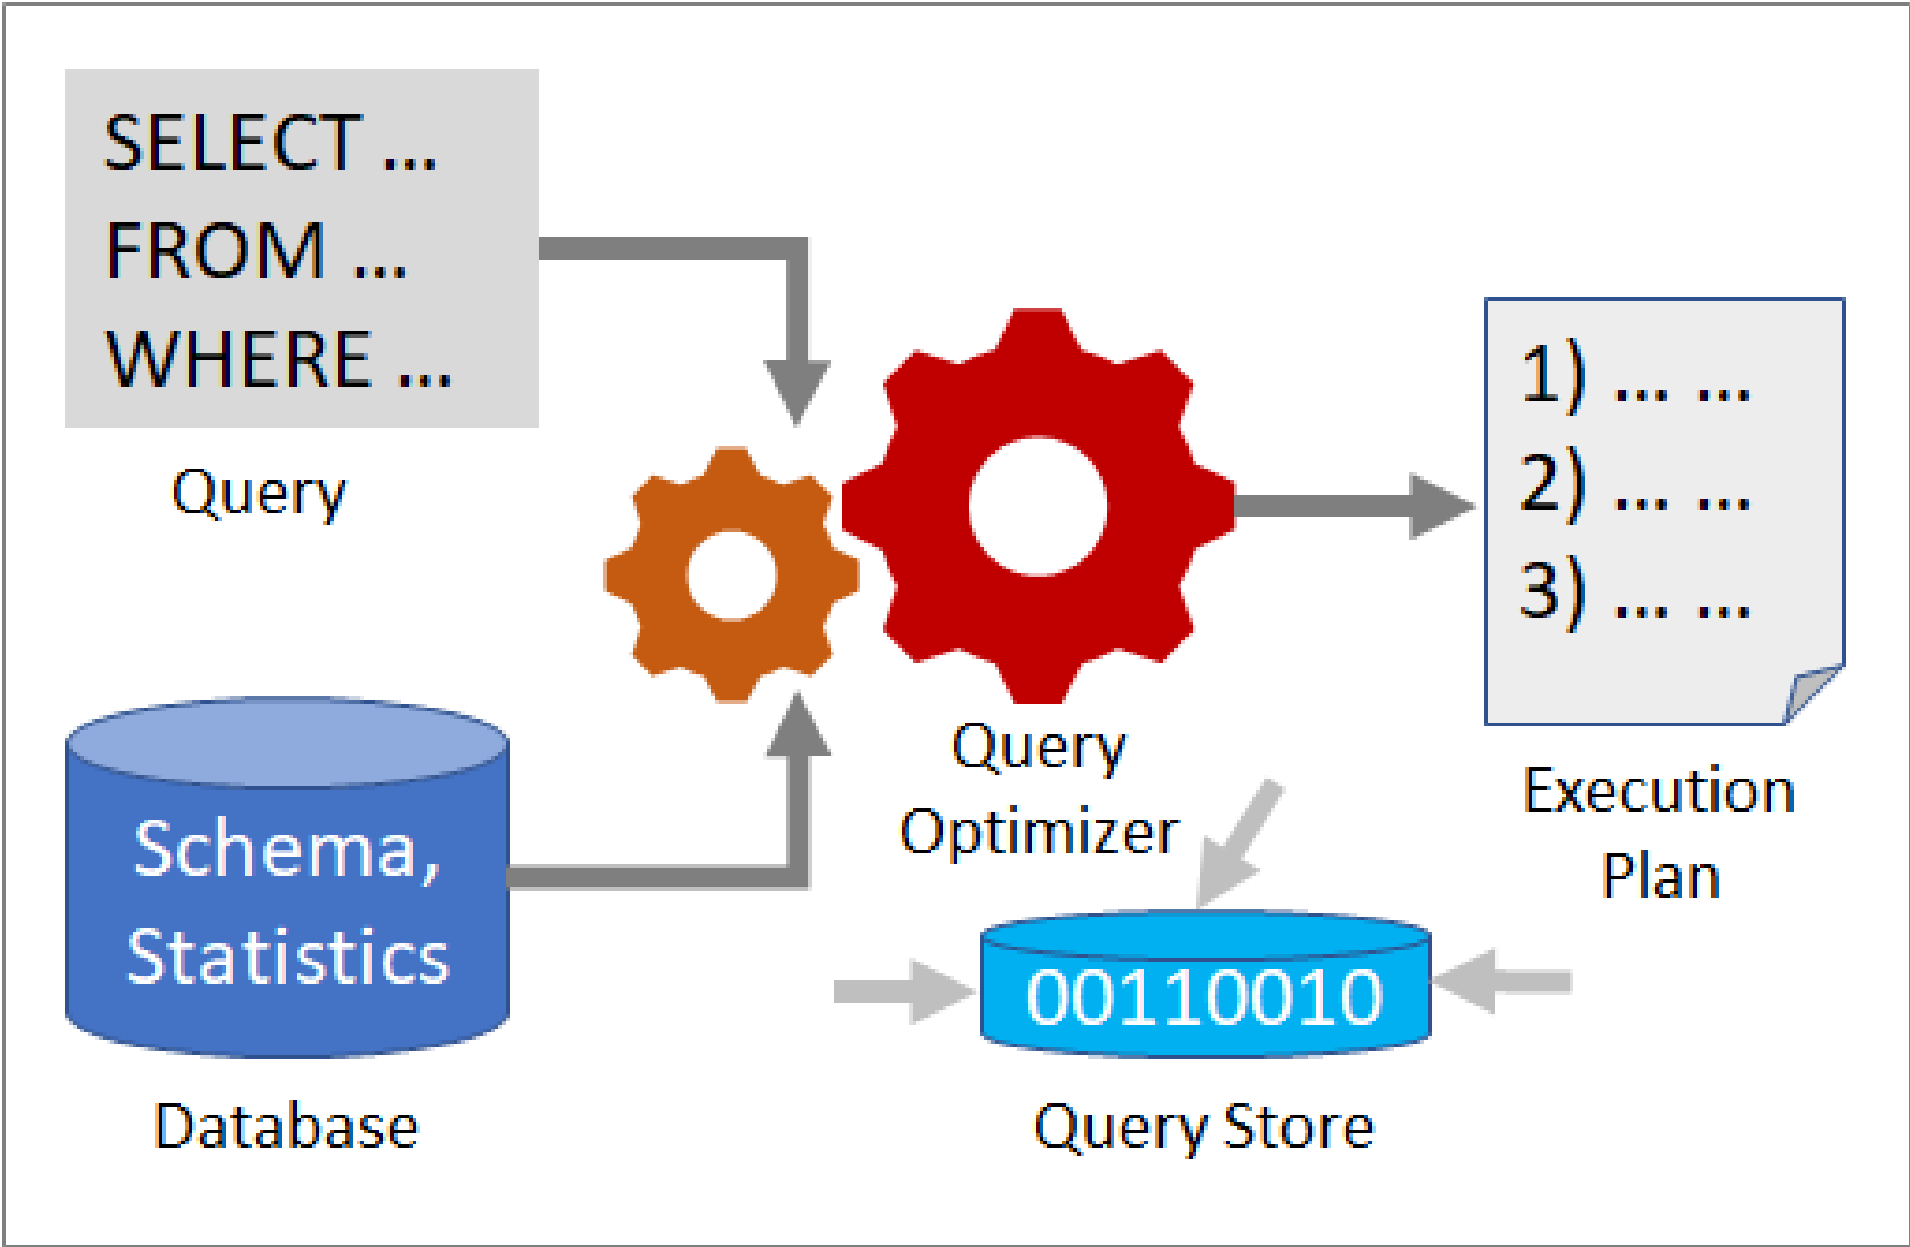 SELECT ...
FROM ...
WHERE ...
Query
Schema,
Statistics
Database
Query
Optimizer
1) ... ...
2) ... ...
3) ... ...
Execution
Plan
00110010
Query Store